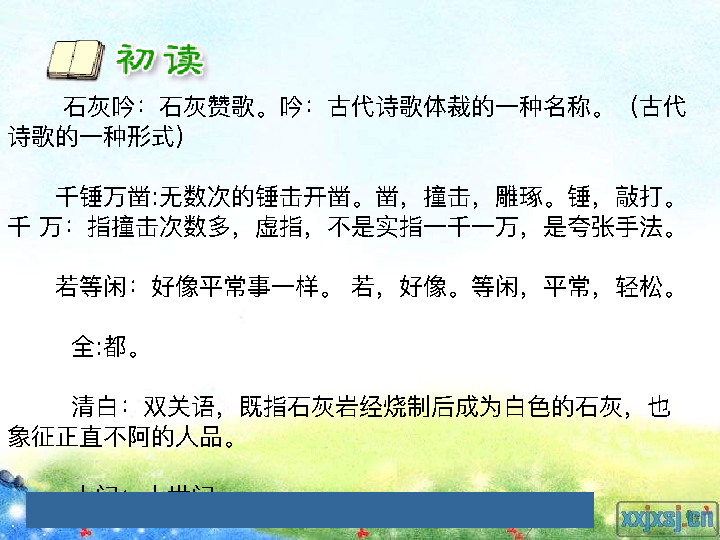 初读
石灰吟：石灰赞歌。吟：古代诗歌体裁的一种名称。（古代
诗歌的一种形式）
千锤万凿:无数次的锤击开凿。凿，撞击，雕琢。锤，敲打。
千 万：指撞击次数多，虚指，不是实指一千一万，是夸张手法。
若等闲：好像平常事一样。 若，好像。等闲，平常，轻松。
全:都。
清白：双关语，既指石灰岩经烧制后成为白色的石灰，也
象征正直不阿的人品。
xxjxsj.cn